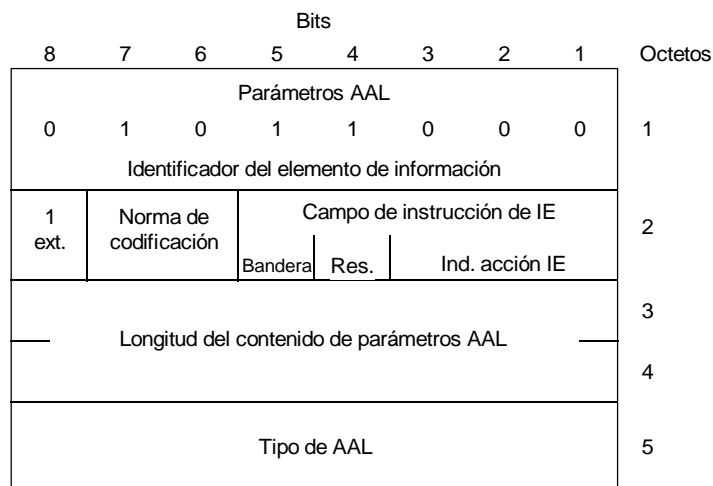 Bits
8 7 6 5 4 3 2 1 Octetos
Parámetros AAL
0 1 0 1 1 0 0 0 1
Identificador del elemento de información
1 ext.
Norma de codificación
Campo de instrucción de IE
2
Bandera Res. Ind. acción IE
3
Longitud del contenido de parámetros AAL
4
Tipo de AAL 5